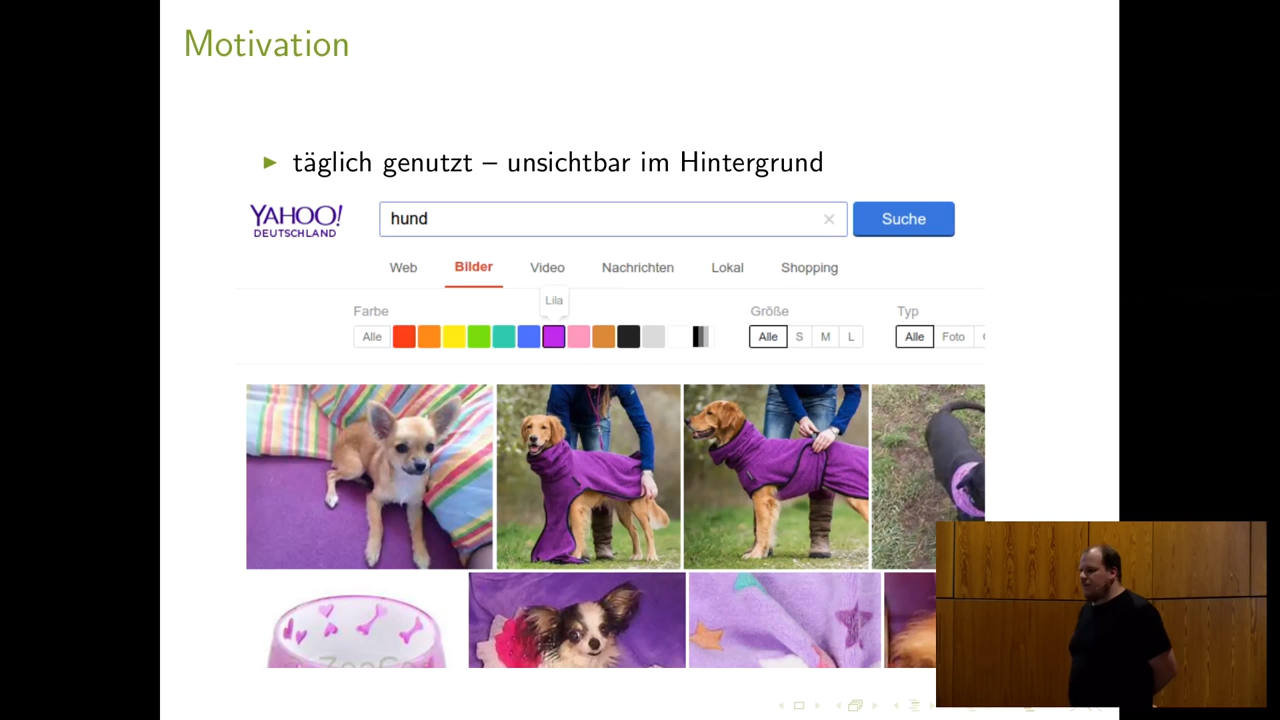 Motivation
täglich genutzt – unsichtbar im Hintergrund
YAHOO!
DEUTSCHLAND
hund
Suche
Web Bilder Video Nachrichten Lokal Shopping
Lila
Farbe Größe Typ
Alle Alle S M L Alle Foto